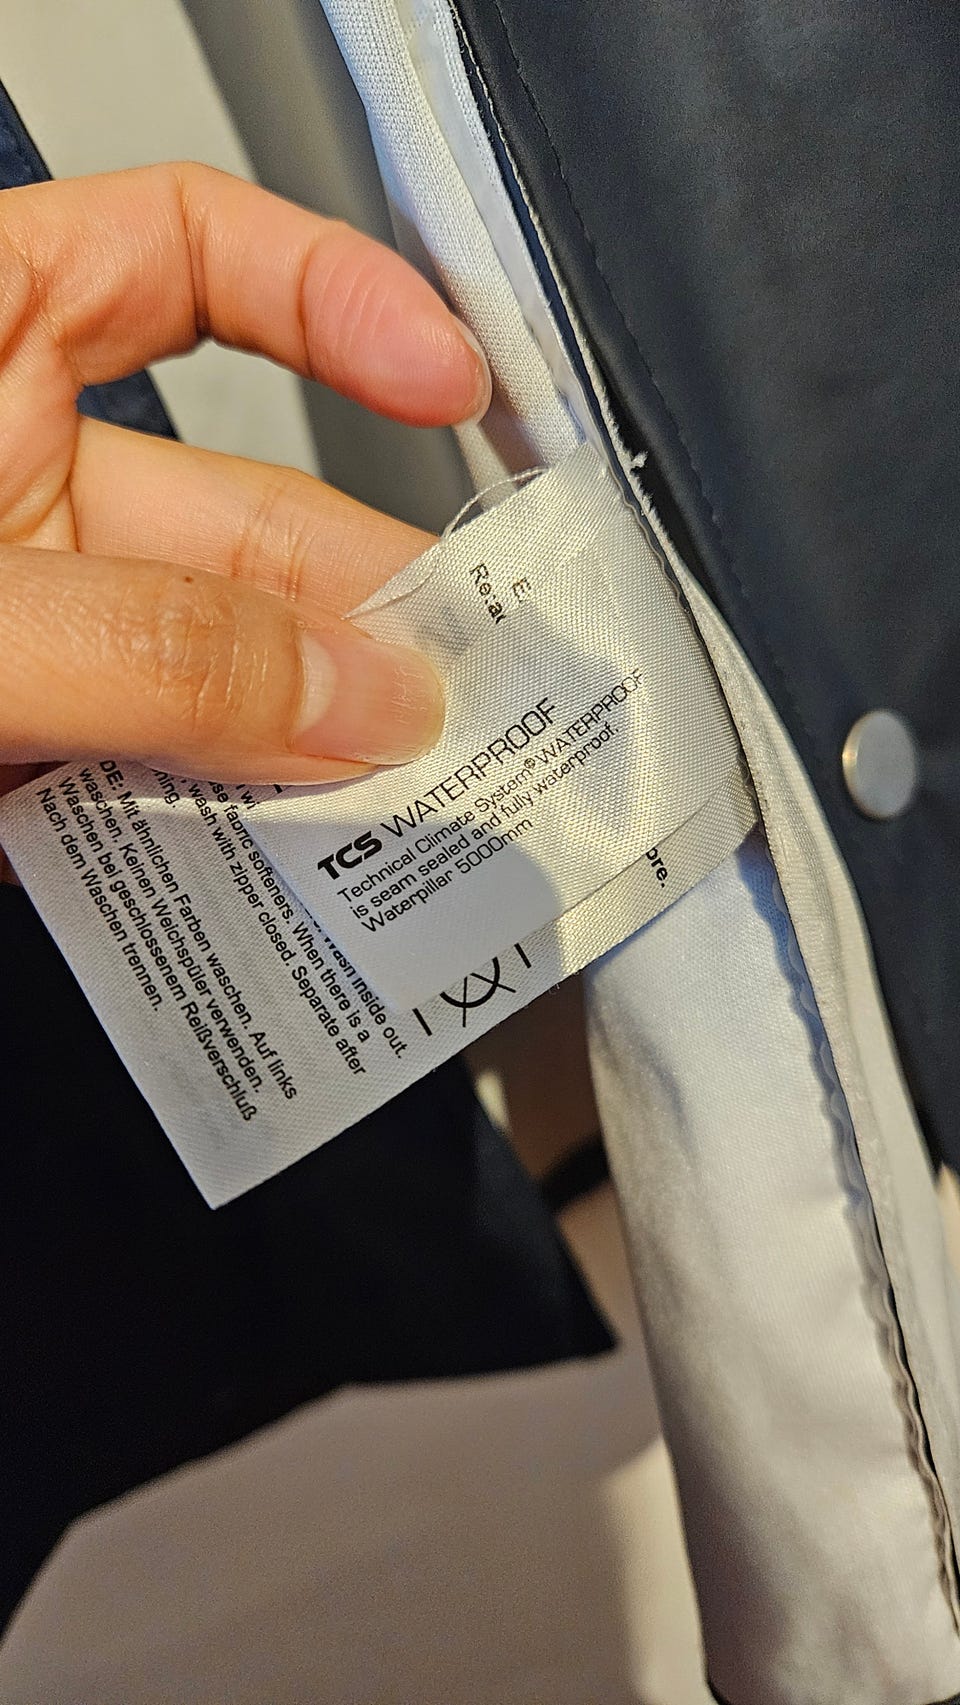 E
TCS WATERPROOF
Technical Climate System® WATERPROOF
is seam sealed and fully waterproof.
Waterpillar 5000mm
wash inside out.
se fabric softeners. When there is a
wash with zipper closed. Separate after
DE: Mit ähnlichen Farben waschen. Auf links
waschen. Keinen Weichspüler verwenden.
Waschen bei geschlossenem Reißverschluß
Nach dem Waschen trennen.